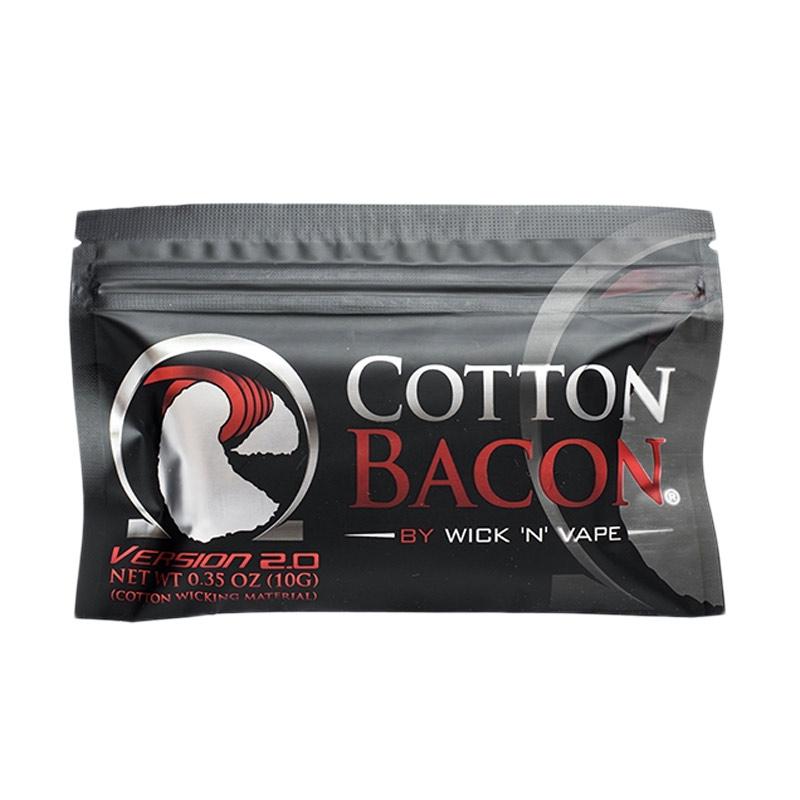 COTTON
BACON®
BY WICK 'N' VAPE
VERSION 2.0
NET WT 0.35 OZ (10G)
(COTTON WICKING MATERIAL)